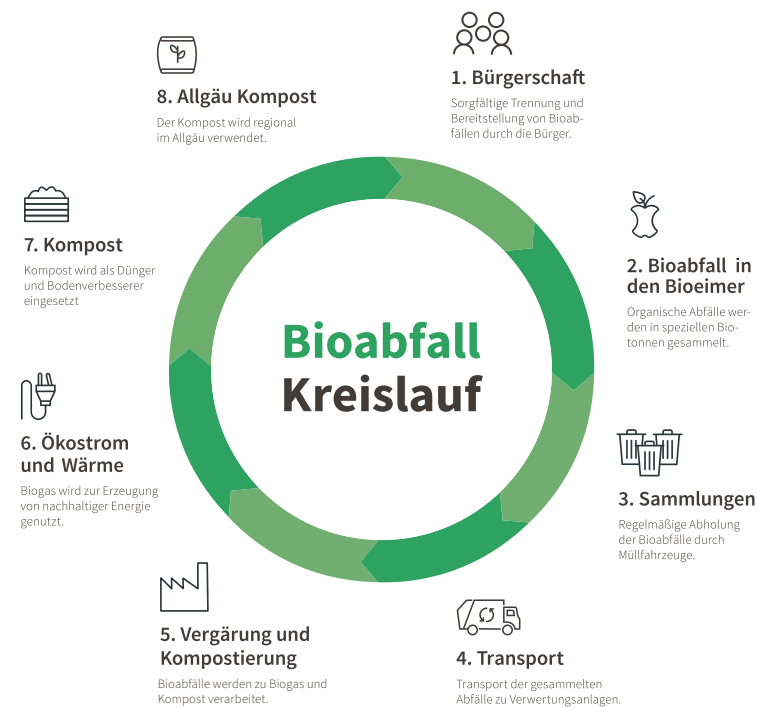 Bioabfall
Kreislauf
1. Bürgerschaft
Sorgfältige Trennung und
Bereitstellung von Bioab-
fällen durch die Bürger.
2. Bioabfall in
den Bioeimer
Organische Abfälle wer-
den in speziellen Bio-
tonnen gesammelt.
3. Sammlungen
Regelmäßige Abholung
der Bioabfälle durch
Müllfahrzeuge.
4. Transport
Transport der gesammelten
Abfälle zu Verwertungsanlagen.
5. Vergärung und
Kompostierung
Bioabfälle werden zu Biogas und
Kompost verarbeitet.
6. Ökostrom
und Wärme
Biogas wird zur Erzeugung
von nachhaltiger Energie
genutzt.
7. Kompost
Kompost wird als Dünger
und Bodenverbesserer
eingesetzt
8. Allgäu Kompost
Der Kompost wird regional
im Allgäu verwendet.